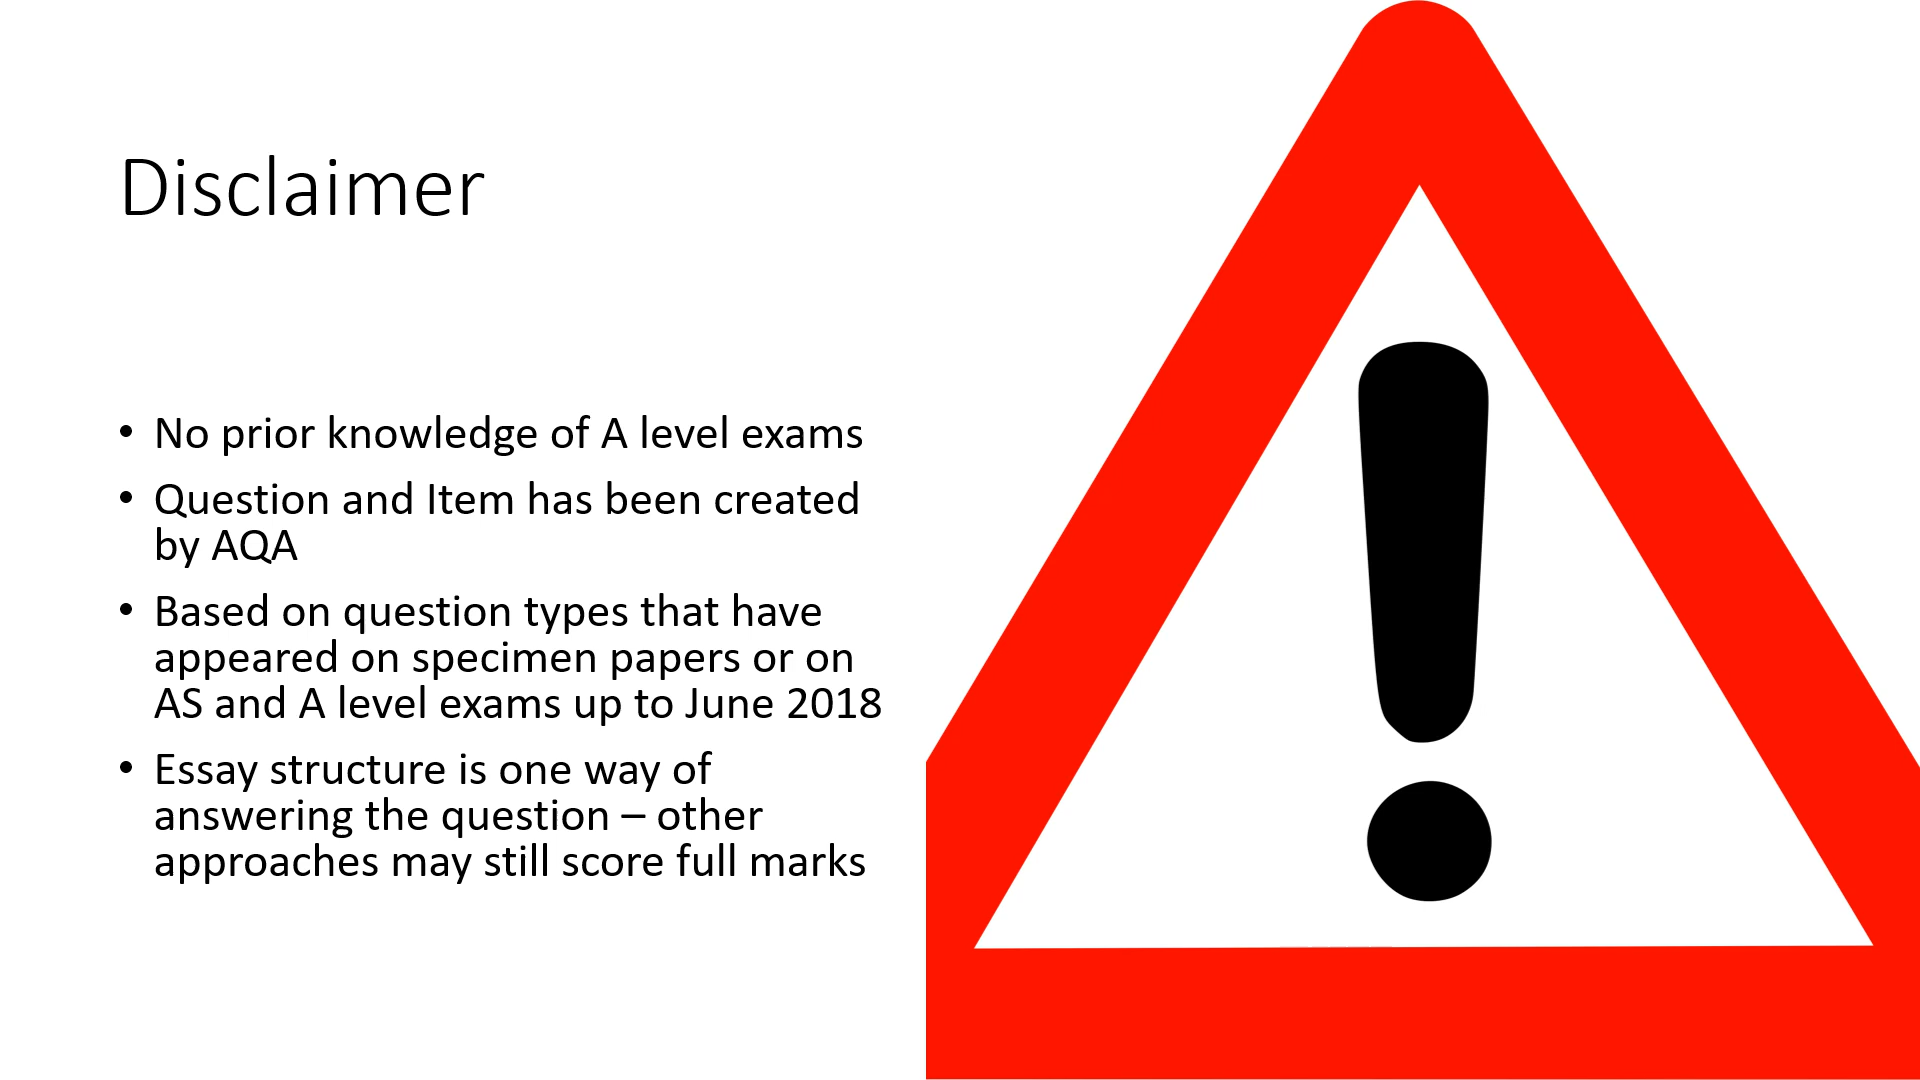 Disclaimer
• No prior knowledge of A level exams
• Question and Item has been created
by AQA
• Based on question types that have
appeared on specimen papers or on
AS and A level exams up to June 2018
• Essay structure is one way of
answering the question – other
approaches may still score full marks